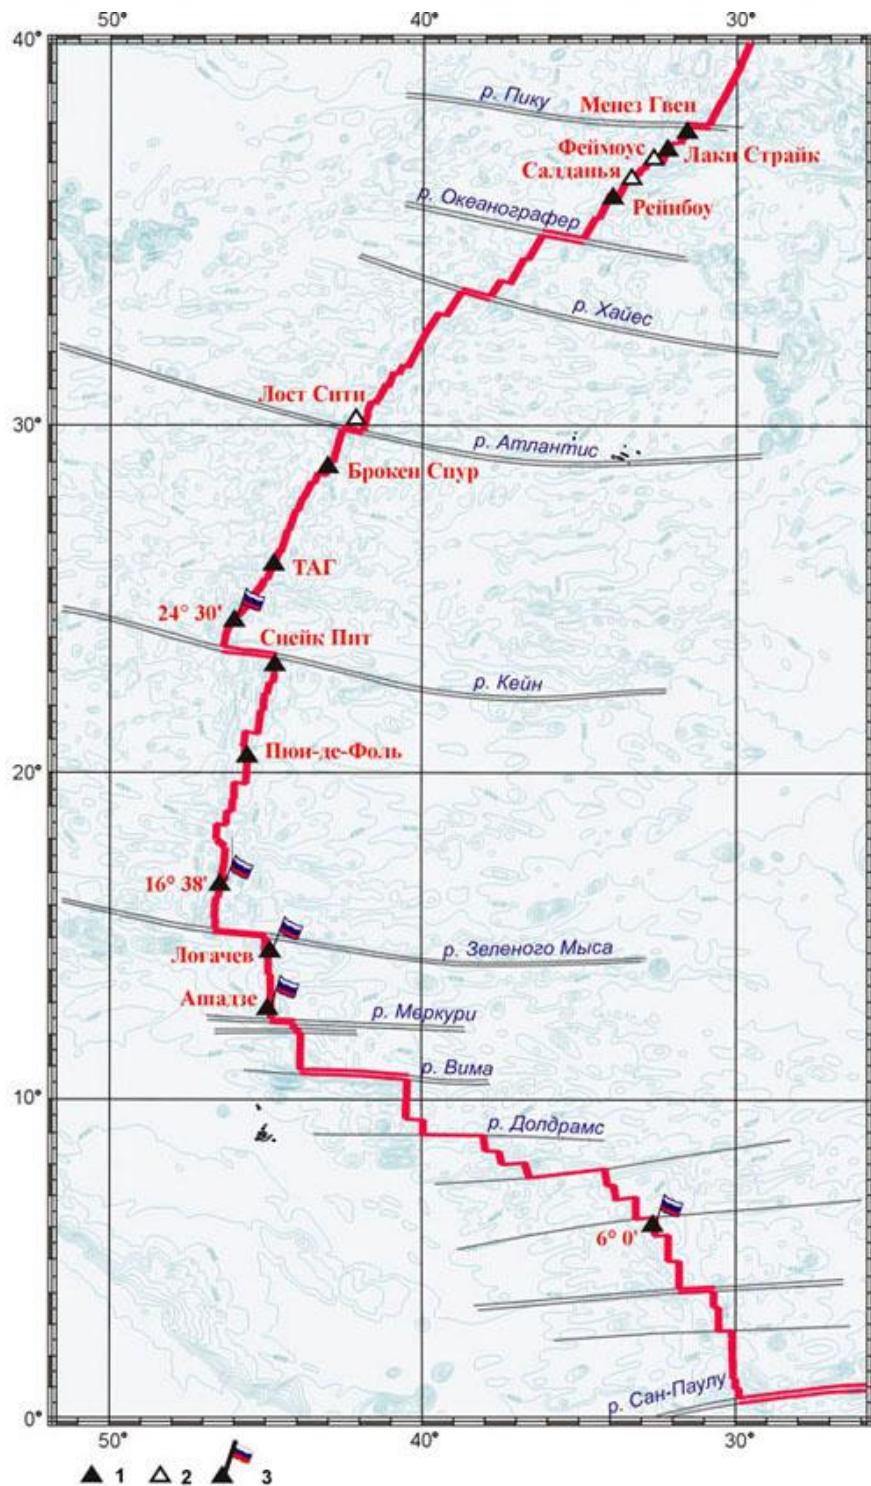 50° 40° 30°
40°
р. Пику
Менез Гвен
Феймоус
Лаки Страйк
Салданья
Рейнбоу
р. Океанографер
р. Хайес
Лост Сити
30°
р. Атлантис
Брокен Спур
ТАГ
24° 30'
Снейк Пит
р. Кейн
Пюи-де-Фоль
20°
16° 38'
р. Зеленого Мыса
Логачев
Ашадзе
р. Меркури
р. Вима
10°
р. Долдрамс
6° 0'
р. Сан-Паулу
0°
50° 40° 30°
1 2 3